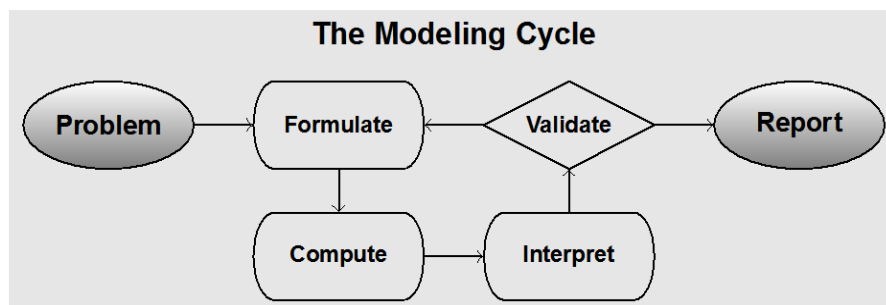 The Modeling Cycle
Problem
Formulate
Validate
Report
Compute
Interpret